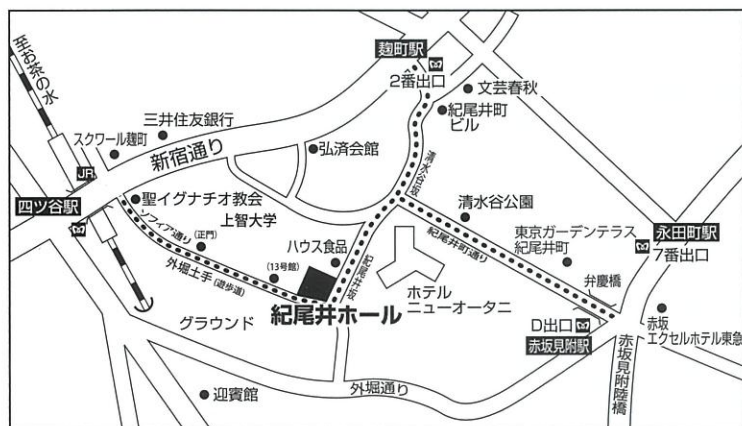 至お茶の水
麹町駅
2番出口
文芸春秋
紀尾井町
ビル
三井住友銀行
スクワール麹町
新宿通り
弘済会館
清水谷坂
JR
四ツ谷駅
聖イグナチオ教会
ソフィア通り
上智大学
(正門)
外堀土手(遊歩道)
(13号館)
ハウス食品
紀尾井坂
清水谷公園
紀尾井町通り
東京ガーデンテラス
紀尾井町
永田町駅
7番出口
弁慶橋
ホテル
ニューオータニ
紀尾井ホール
グラウンド
D出口
赤坂見附駅
赤坂
エクセルホテル東急
赤坂見附陸橋
外堀通り
迎賓館